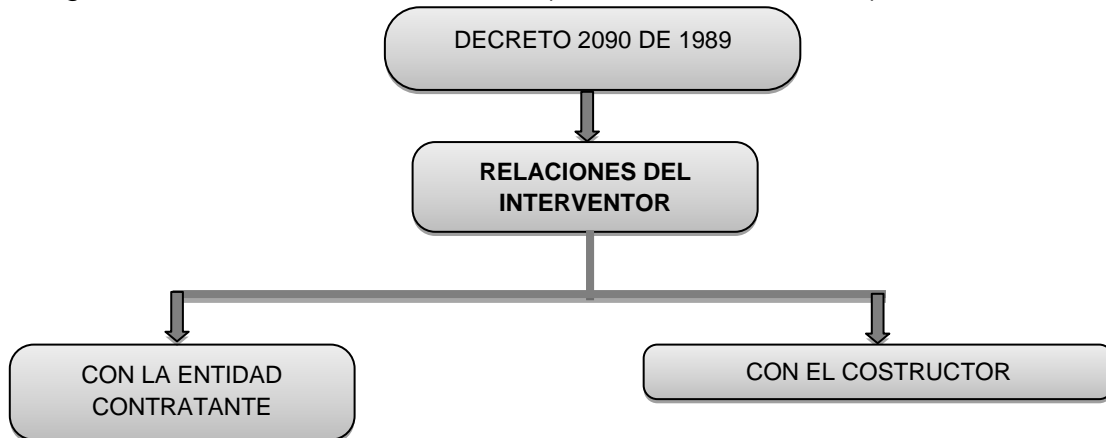 DECRETO 2090 DE 1989
RELACIONES DEL
INTERVENTOR
CON LA ENTIDAD
CONTRATANTE
CON EL COSTRUCTOR